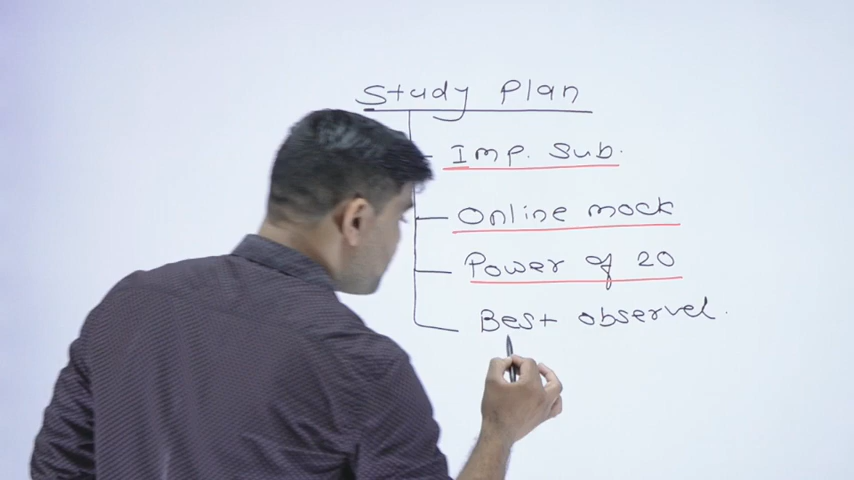 Study Plan
Imp. Sub.
Online mock
Power of 20
Best observel.